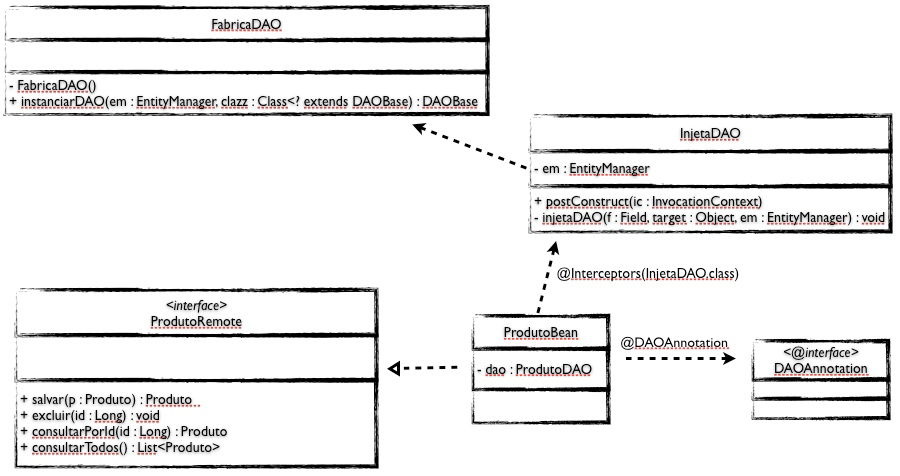 FabricaDAO
- FabricaDAO()
+ instanciarDAO(em : EntityManager, clazz : Class<? extends DAOBase) : DAOBase
InjetaDAO
- em : EntityManager
+ postConstruct(ic : InvocationContext)
- injetaDAO(f : Field, target : Object, em : EntityManager) : void
@Interceptors(InjetaDAO.class)
<interface>
ProdutoRemote
+ salvar(p : Produto) : Produto
+ excluir(id : Long) : void
+ consultarPorId(id : Long) : Produto
+ consultarTodos() : List<Produto>
ProdutoBean
- dao : ProdutoDAO
@DAOAnnotation
<@interface>
DAOAnnotation